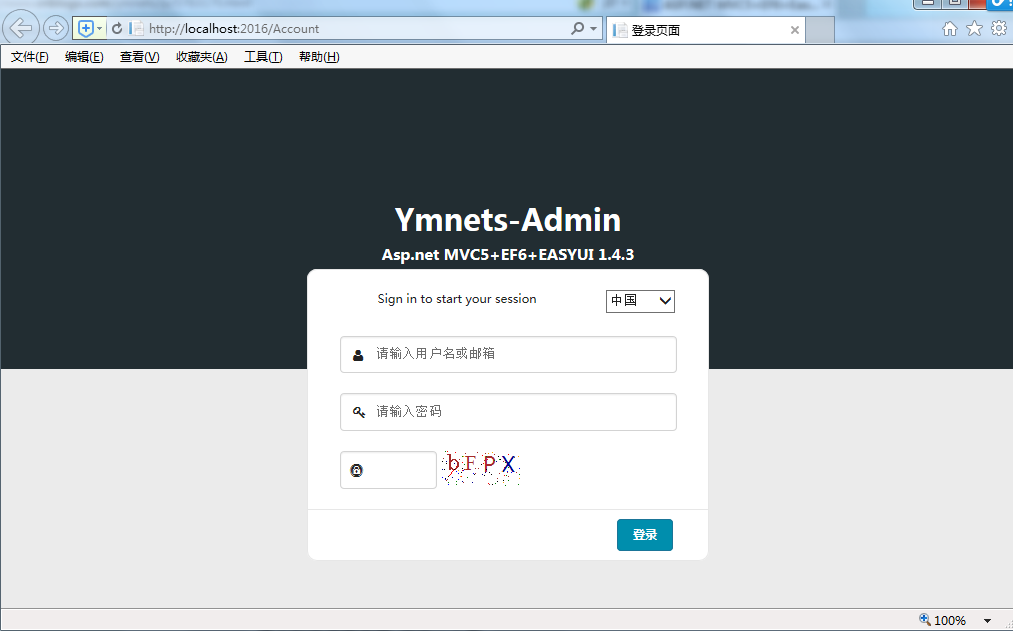 http://localhost:2016/Account
登录页面
文件(F) 编辑(E) 查看(V) 收藏夹(A) 工具(T) 帮助(H)
Ymnets-Admin
Asp.net MVC5+EF6+EASYUI 1.4.3
Sign in to start your session 中国
请输入用户名或邮箱
请输入密码
bFPX
登录
100%